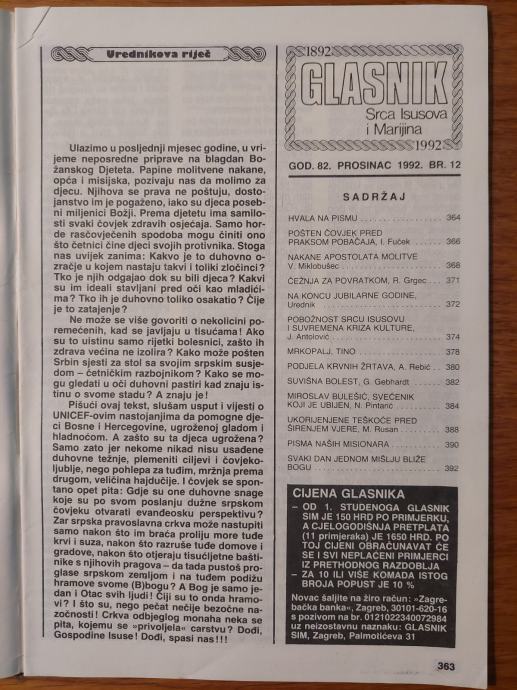 Urednikova riječ
Ulazimo u posljednji mjesec godine, u vri-
jeme neposredne priprave na blagdan Bo-
žanskog Djeteta. Papine molitvene nakane,
opća i misijska, pozivaju nas da molimo za
djecu. Njihova se prava ne poštuju, dosto-
janstvo im je pogaženo, iako su djeca poseb-
ni miljenici Božji. Prema djetetu ima samilo-
sti svaki čovjek zdravih osjećaja. Samo hor-
de rasčovječenih spodoba mogu činiti ono
što četnici čine djeci svojih protivnika. Stoga
nas uvijek zanima: Kakvo je to duhovno o-
zračje u kojem nastaju takvi i toliki zločinci?
Tko je njih odgajao dok su bili djeca? Kakvi
su im ideali stavljani pred oči kao mladići-
ma? Tko ih je duhovno toliko osakatio? Čije
je to zatajenje?
Ne može se više govoriti o nekolicini po-
remećenih, kad se javljaju u tisućama! Ako
su to uistinu samo rijetki bolesnici, zašto ih
zdrava većina ne izolira? Kako može pošten
Srbin sjesti za stol sa svojim srpskim susje-
dom – četničkim razbojnikom? Kako se mo-
gu gledati u oči duhovni pastiri kad znaju is-
tinu o svome stadu? A znaju je!
Pišući ovaj tekst, slušam usput i vijesti o
UNICEF-ovim nastojanjima da pomogne dje-
ci Bosne i Hercegovine, ugroženoj gladom i
hladnoćom. A zašto su ta djeca ugrožena?
Samo zato jer nekome nikad nisu usađene
duhovne težnje, plemeniti ciljevi i čovjeko-
ljublje, nego pohlepa za tuđim, mržnja prema
drugom, veličina hajdučije. I čovjek se spon-
tano opet pita: Gdje su one duhovne snage
koje su po svom poslanju dužne srpskom
čovjeku otvarati evanđeosku perspektivu?
Zar srpska pravoslavna crkva može nastupiti
samo nakon što im braća proliju more tuđe
krvi i suza, nakon što razruše tuđe domove i
gradove, nakon što otjeraju tisućljetne bašti-
nike s njihovih pragova – da tada pustoš pro-
glase srpskom zemljom i na tuđem podižu
hramove svome (B)bogu? A Bog je samo je-
dan i Otac svih ljudi! Čiji su to onda hramo-
vi? I što su, nego pečat nečije bezočne na-
zočnosti! Crkva odbjeglog monaha neka se
pita, kojemu se »privoljela« carstvu? Dođi,
Gospodine Isuse! Dođi, spasi nas!!!
1892
GLASNIK
Srca Isusova
i Marijina
1992
GOD. 82. PROSINAC 1992. BR. 12
SADRŽAJ
HVALA NA PISMU . . . . . . . . . . . . . . . 364
POŠTEN ČOVJEK PRED
PRAKSOM POBAČAJA, I. Fuček . . 366
NAKANE APOSTOLATA MOLITVE
V. Miklobušec . . . . . . . . . . . . . . . . . . 368
ČEŽNJA ZA POVRATKOM, R. Grgec . 371
NA KONCU JUBILARNE GODINE,
Urednik . . . . . . . . . . . . . . . . . . . . . . 372
POBOŽNOST SRCU ISUSOVU
I SUVREMENA KRIZA KULTURE,
J. Antolović . . . . . . . . . . . . . . . . . . . 374
MRKOPALJ, TINO . . . . . . . . . . . . . . 378
PODJELA KRVNIH ŽRTAVA, A. Rebić . 380
SUVIŠNA BOLEST, G. Gebhardt . . . . 382
MIROSLAV BULEŠIĆ, SVEĆENIK
KOJI JE UBIJEN, N. Pintarić . . . . . . . 384
UKORIJENJENE TEŠKOĆE PRED
ŠIRENJEM VJERE, M. Rusan . . . . . . 388
PISMA NAŠIH MISIONARA . . . . . . . . 390
SVAKI DAN JEDNOM MIŠLJU BLIŽE
BOGU . . . . . . . . . . . . . . . . . . . . . . . 392
CIJENA GLASNIKA
– OD 1. STUDENOGA GLASNIK
SIM JE 150 HRD PO PRIMJERKU,
A CJELOGODIŠNJA PRETPLATA
(11 primjeraka) JE 1650 HRD. PO
TOJ CIJENI OBRAČUNAVAT ĆE
SE I SVI NEPLAĆENI PRIMJERCI
IZ PRETHODNOG RAZDOBLJA
– ZA 10 ILI VIŠE KOMADA ISTOG
BROJA POPUST JE 10 %
Novac šaljite na žiro račun: »Zagre-
bačka banka«, Zagreb, 30101-620-16
s pozivom na br. 0121022340072984
uz neizostavnu naznaku: GLASNIK
SIM, Zagreb, Palmotićeva 31
363